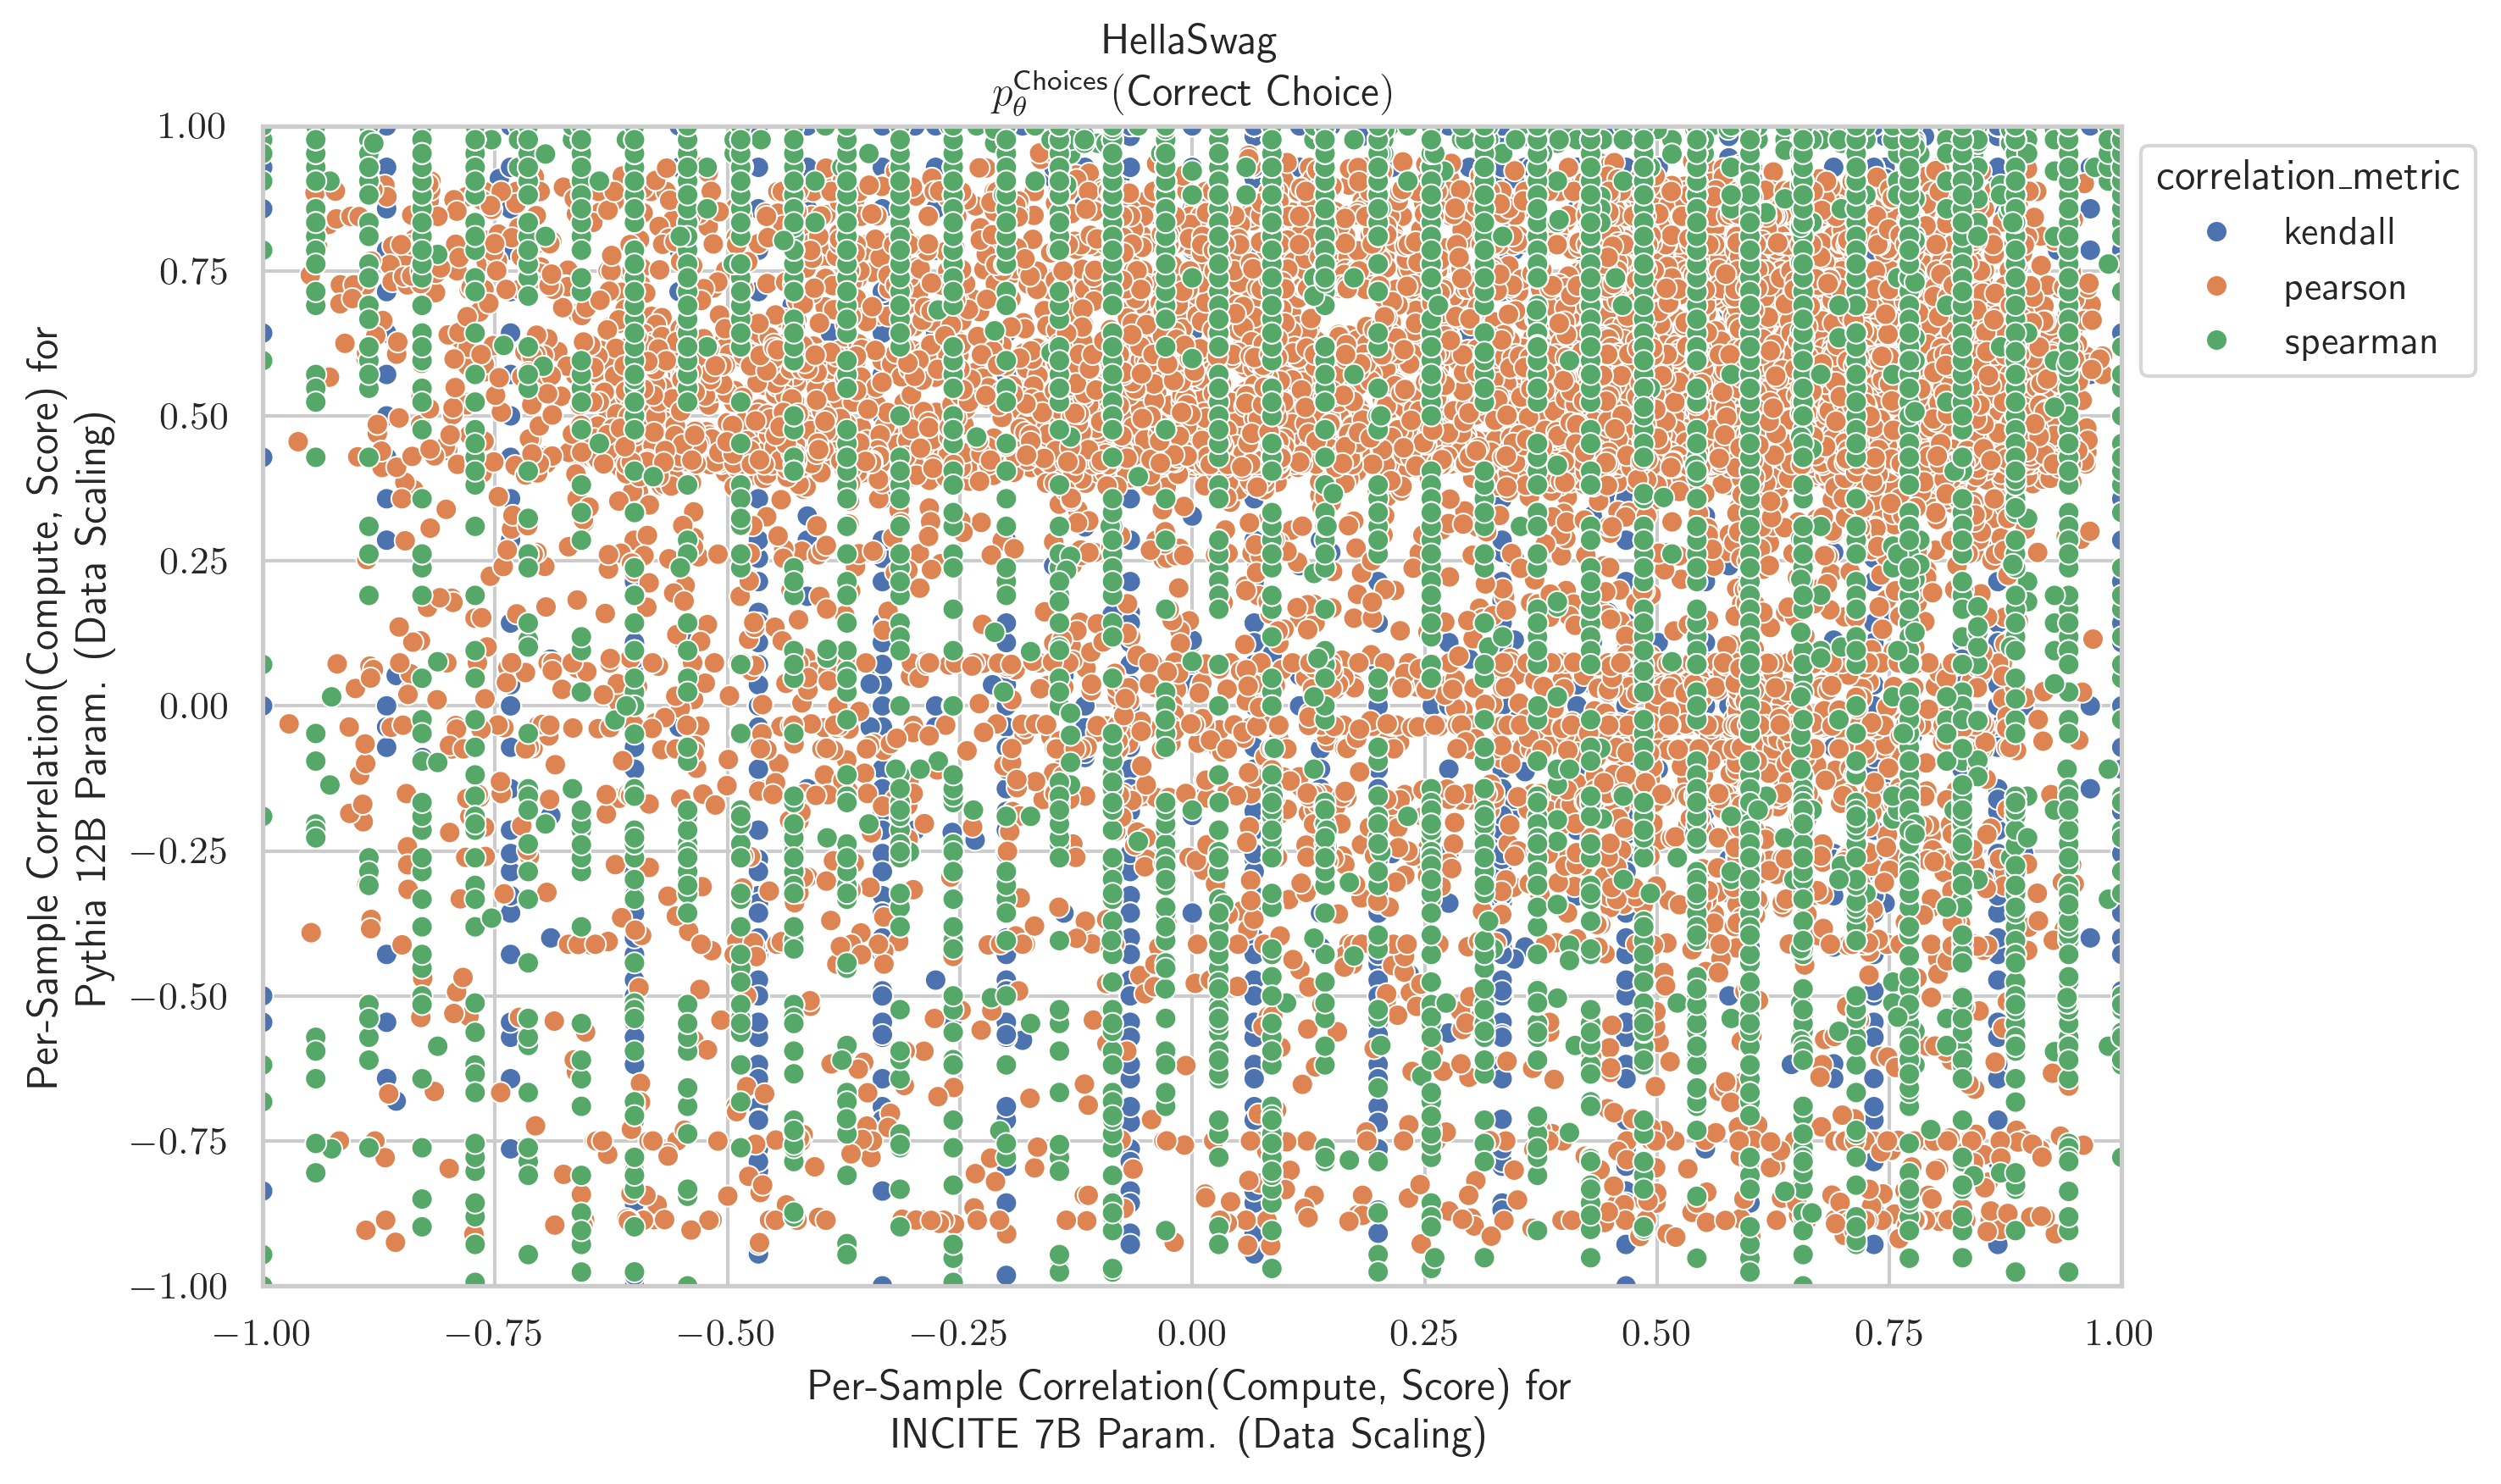 HellaSwag
p_θ^Choices(Correct Choice)
1.00
0.75
0.50
0.25
0.00
−0.25
−0.50
−0.75
−1.00
Per-Sample Correlation(Compute, Score) for
Pythia 12B Param. (Data Scaling)
−1.00 −0.75 −0.50 −0.25 0.00 0.25 0.50 0.75 1.00
Per-Sample Correlation(Compute, Score) for
INCITE 7B Param. (Data Scaling)
correlation_metric
kendall
pearson
spearman